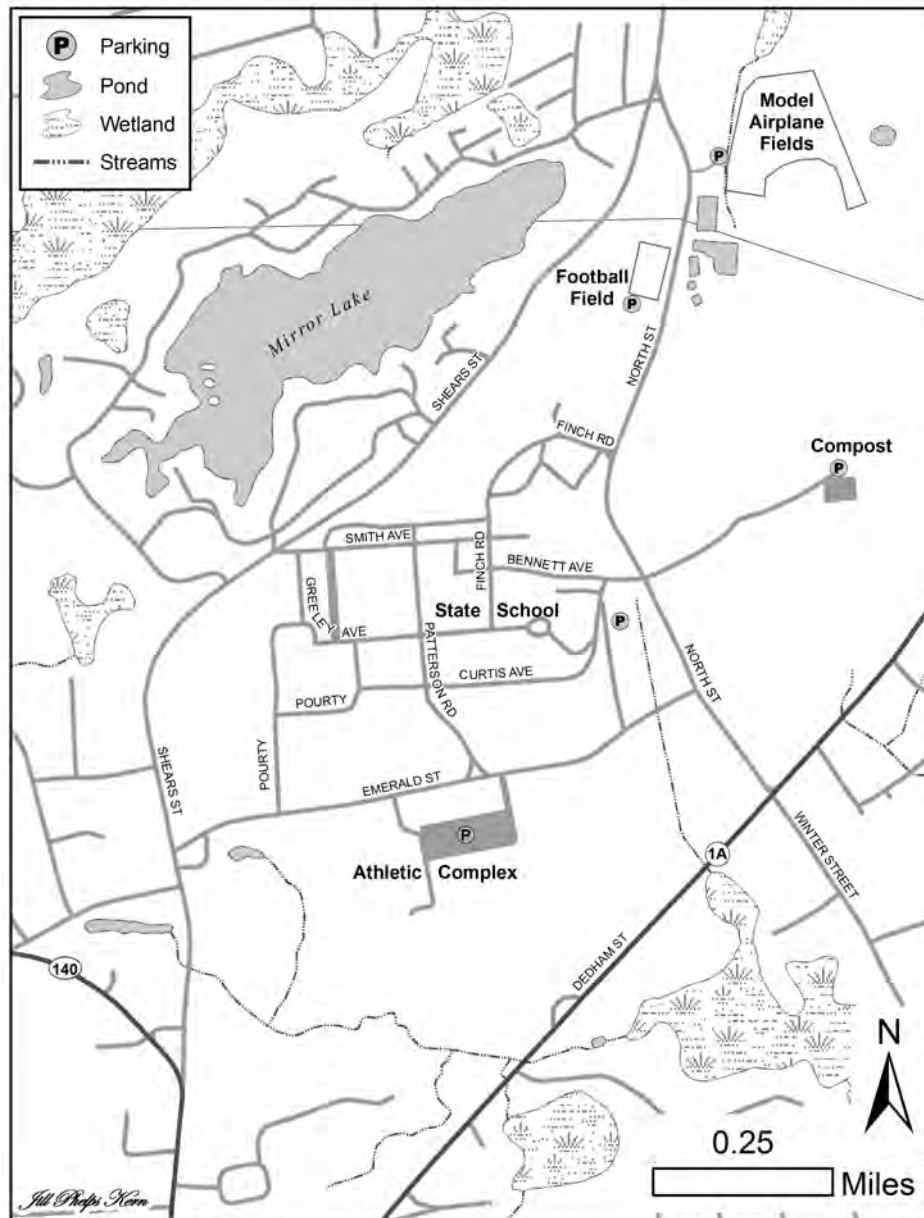 P
Parking
Pond
Wetland
Streams
Model
Airplane
Fields
P
Football
Field
P
Mirror Lake
NORTH ST
SHEARS ST
FINCH RD
Compost
P
SMITH AVE
FINCH RD
BENNETT AVE
GREELEY
AVE
State School
P
PATTERSON RD
CURTIS AVE
NORTH ST
POURTY
POURTY
SHEARS ST
EMERALD ST
P
WINTER STREET
1A
Athletic Complex
DEDHAM ST
140
N
0.25
Miles
Jill Phelps Kern